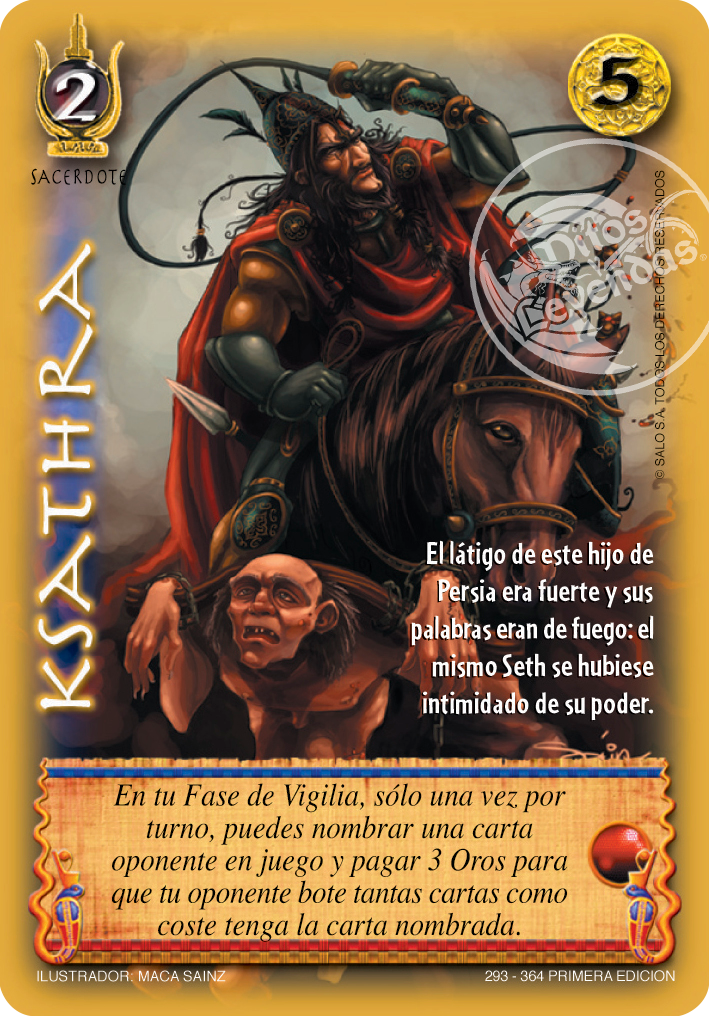 2
5
SACERDOTE
KSATHRA
Mitos
Leyendas®
© SALO S.A. TODOS LOS DERECHOS RESERVADOS
El látigo de este hijo de
Persia era fuerte y sus
palabras eran de fuego: el
mismo Seth se hubiese
intimidado de su poder.
En tu Fase de Vigilia, sólo una vez por
turno, puedes nombrar una carta
oponente en juego y pagar 3 Oros para
que tu oponente bote tantas cartas como
coste tenga la carta nombrada.
ILUSTRADOR: MACA SAINZ
293 - 364 PRIMERA EDICION